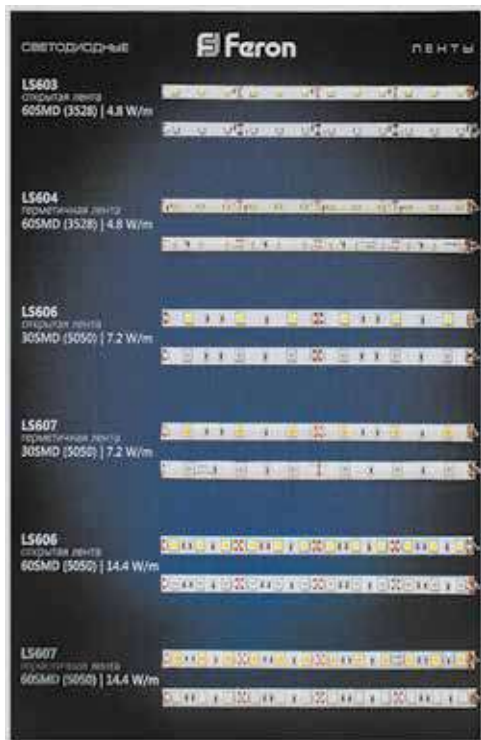 СВЕТОДИОДНЫЕ
Feron
ЛЕНТЫ
LS603
открытая лента
60SMD (3528) | 4.8 W/m
LS604
герметичная лента
60SMD (3528) | 4.8 W/m
LS606
открытая лента
30SMD (5050) | 7.2 W/m
LS607
герметичная лента
30SMD (5050) | 7.2 W/m
LS606
открытая лента
60SMD (5050) | 14.4 W/m
LS607
герметичная лента
60SMD (5050) | 14.4 W/m